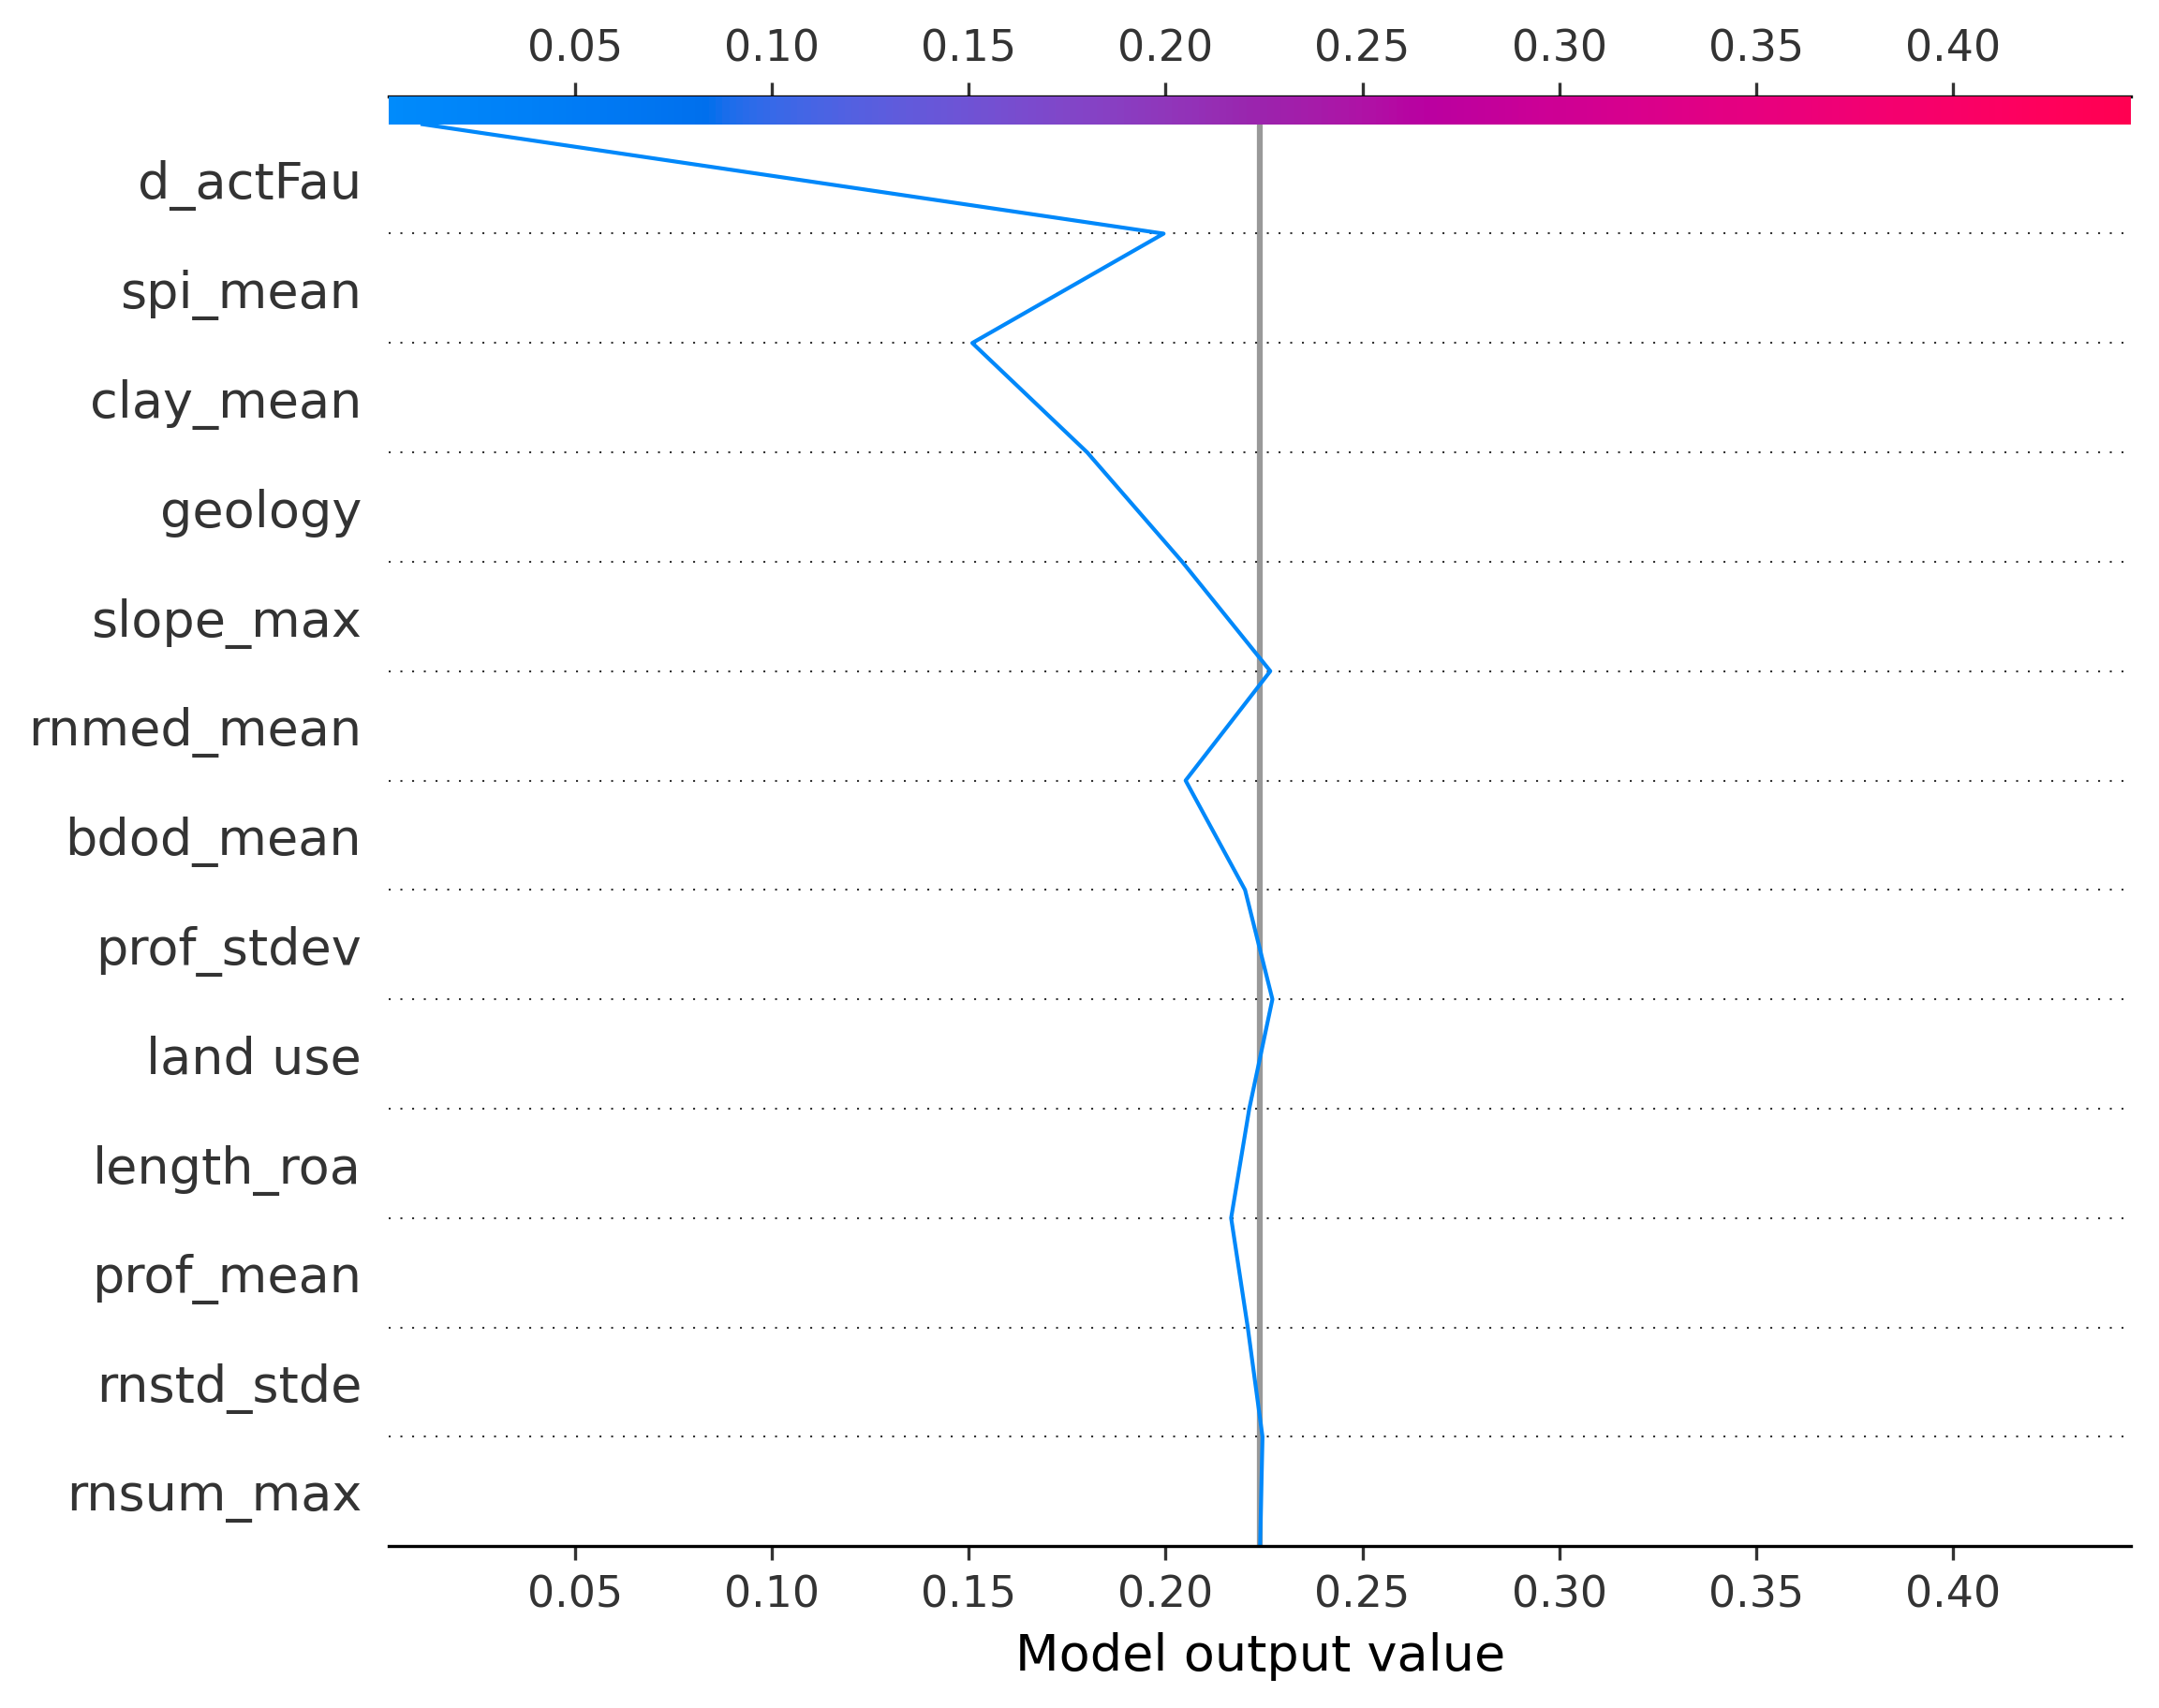 0.05 0.10 0.15 0.20 0.25 0.30 0.35 0.40
d_actFau
spi_mean
clay_mean
geology
slope_max
rnmed_mean
bdod_mean
prof_stdev
land use
length_roa
prof_mean
rnstd_stde
rnsum_max
0.05 0.10 0.15 0.20 0.25 0.30 0.35 0.40
Model output value